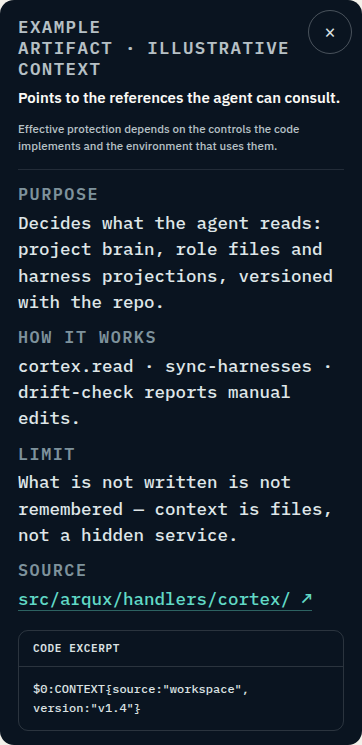 EXAMPLE
ARTIFACT · ILLUSTRATIVE
CONTEXT
×
Points to the references the agent can consult.
Effective protection depends on the controls the code
implements and the environment that uses them.
PURPOSE
Decides what the agent reads:
project brain, role files and
harness projections, versioned
with the repo.
HOW IT WORKS
cortex.read · sync-harnesses ·
drift-check reports manual
edits.
LIMIT
What is not written is not
remembered — context is files,
not a hidden service.
SOURCE
src/arqux/handlers/cortex/ ↗
CODE EXCERPT
$0:CONTEXT{source:"workspace",
version:"v1.4"}